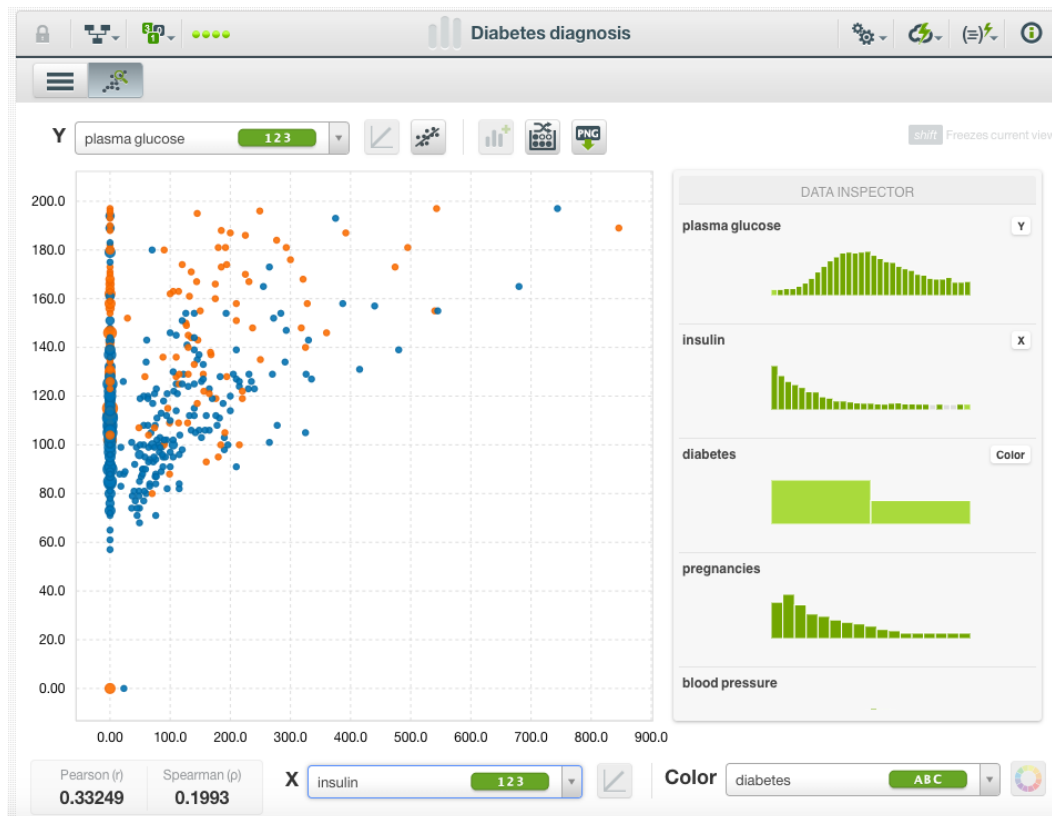 Diabetes diagnosis
Y plasma glucose 123 PNG shift Freezes current view
DATA INSPECTOR
plasma glucose Y
insulin X
diabetes Color
pregnancies
blood pressure
200.0
180.0
160.0
140.0
120.0
100.0
80.0
60.0
40.0
20.0
0.00
0.00 100.0 200.0 300.0 400.0 500.0 600.0 700.0 800.0 900.0
Pearson (r) Spearman (ρ)
0.33249 0.1993
X insulin 123 Color diabetes ABC